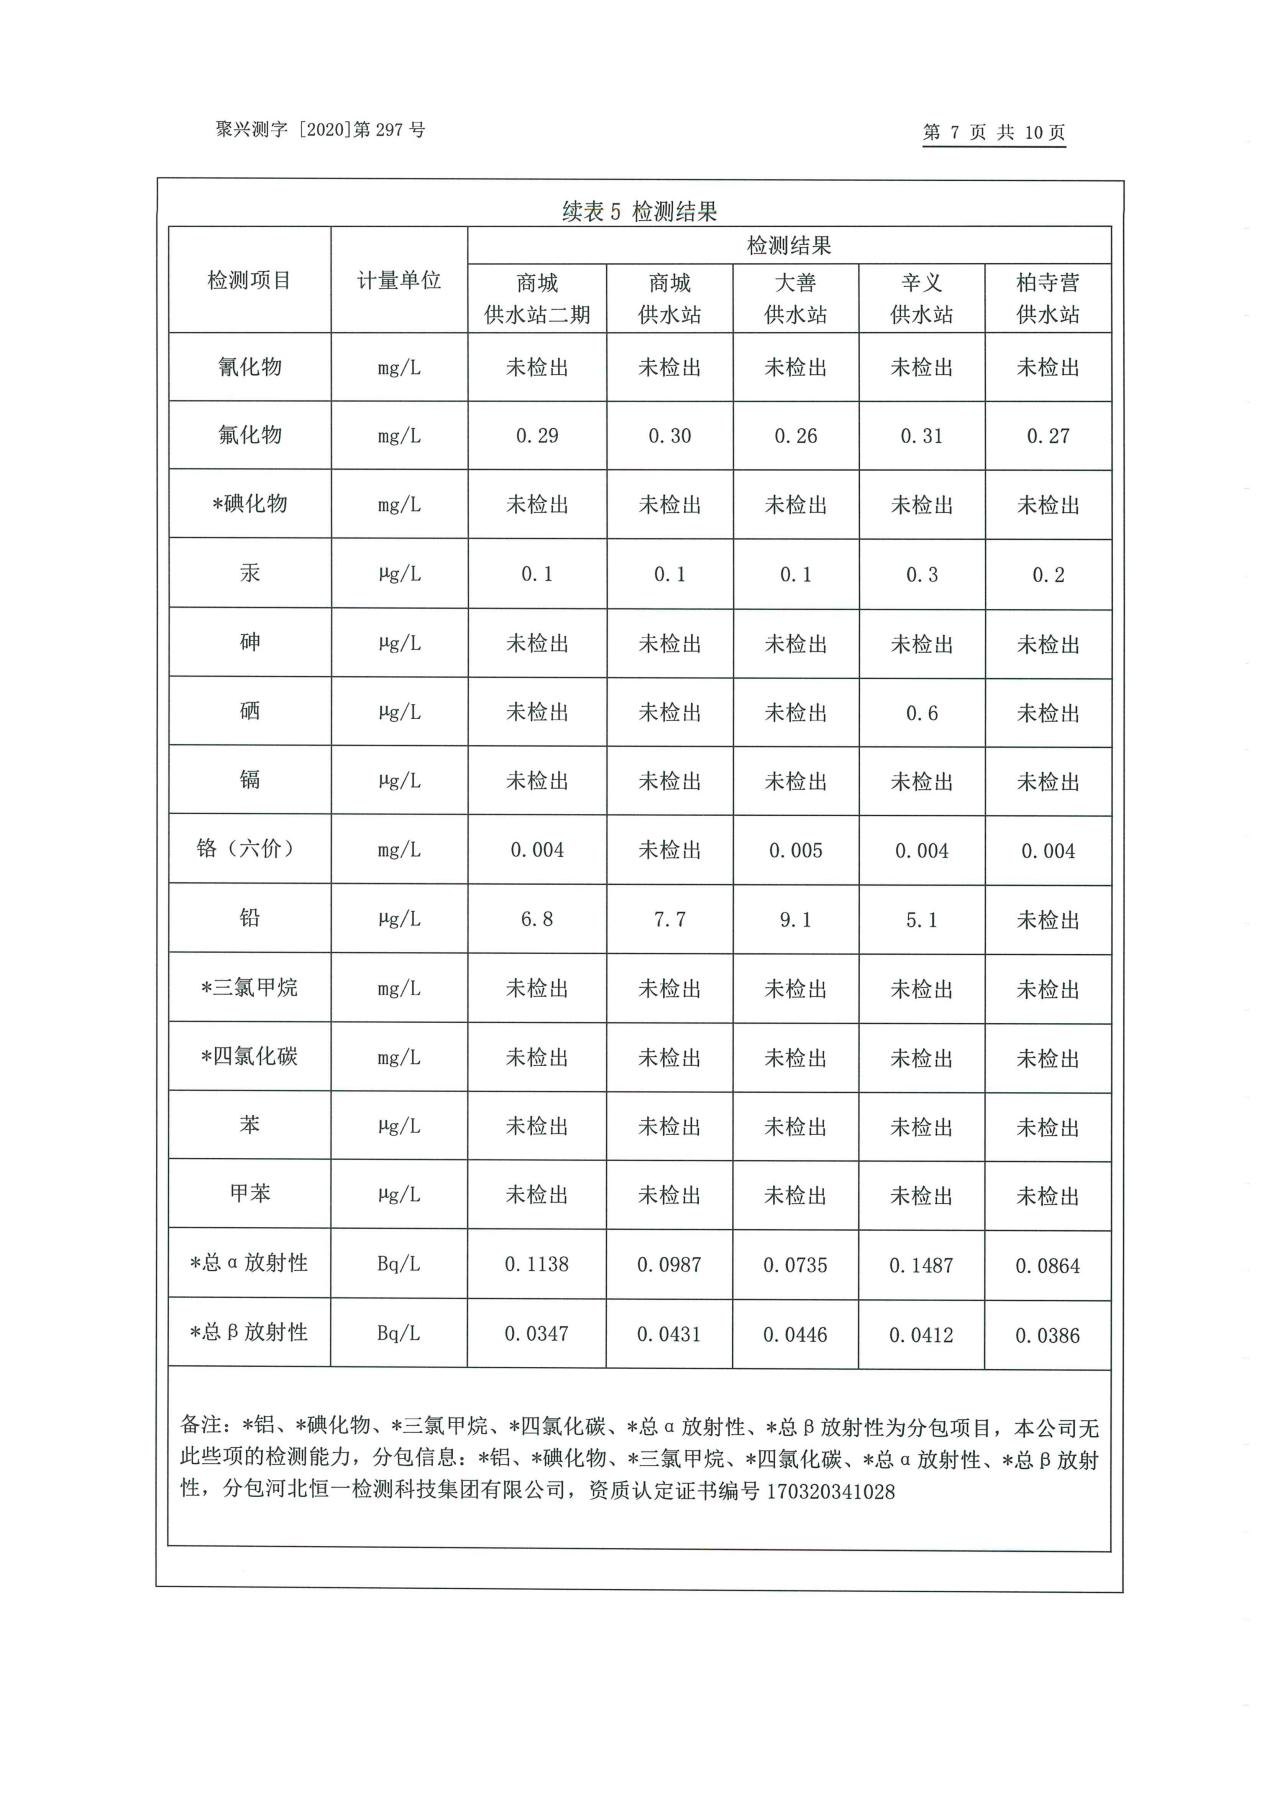 聚兴测字 [2020]第 297 号
第 7 页 共 10 页
续表 5 检测结果
检测项目 计量单位 检测结果
商城供水站二期 商城供水站 大善供水站 辛义供水站 柏寺营供水站
氰化物 mg/L 未检出 未检出 未检出 未检出 未检出
氟化物 mg/L 0.29 0.30 0.26 0.31 0.27
*碘化物 mg/L 未检出 未检出 未检出 未检出 未检出
汞 μg/L 0.1 0.1 0.1 0.3 0.2
砷 μg/L 未检出 未检出 未检出 未检出 未检出
硒 μg/L 未检出 未检出 未检出 0.6 未检出
镉 μg/L 未检出 未检出 未检出 未检出 未检出
铬（六价） mg/L 0.004 未检出 0.005 0.004 0.004
铅 μg/L 6.8 7.7 9.1 5.1 未检出
*三氯甲烷 mg/L 未检出 未检出 未检出 未检出 未检出
*四氯化碳 mg/L 未检出 未检出 未检出 未检出 未检出
苯 μg/L 未检出 未检出 未检出 未检出 未检出
甲苯 μg/L 未检出 未检出 未检出 未检出 未检出
*总α放射性 Bq/L 0.1138 0.0987 0.0735 0.1487 0.0864
*总β放射性 Bq/L 0.0347 0.0431 0.0446 0.0412 0.0386
备注：*铝、*碘化物、*三氯甲烷、*四氯化碳、*总α放射性、*总β放射性为分包项目，本公司无
此些项的检测能力，分包信息：*铝、*碘化物、*三氯甲烷、*四氯化碳、*总α放射性、*总β放射
性，分包河北恒一检测科技集团有限公司，资质认定证书编号 170320341028